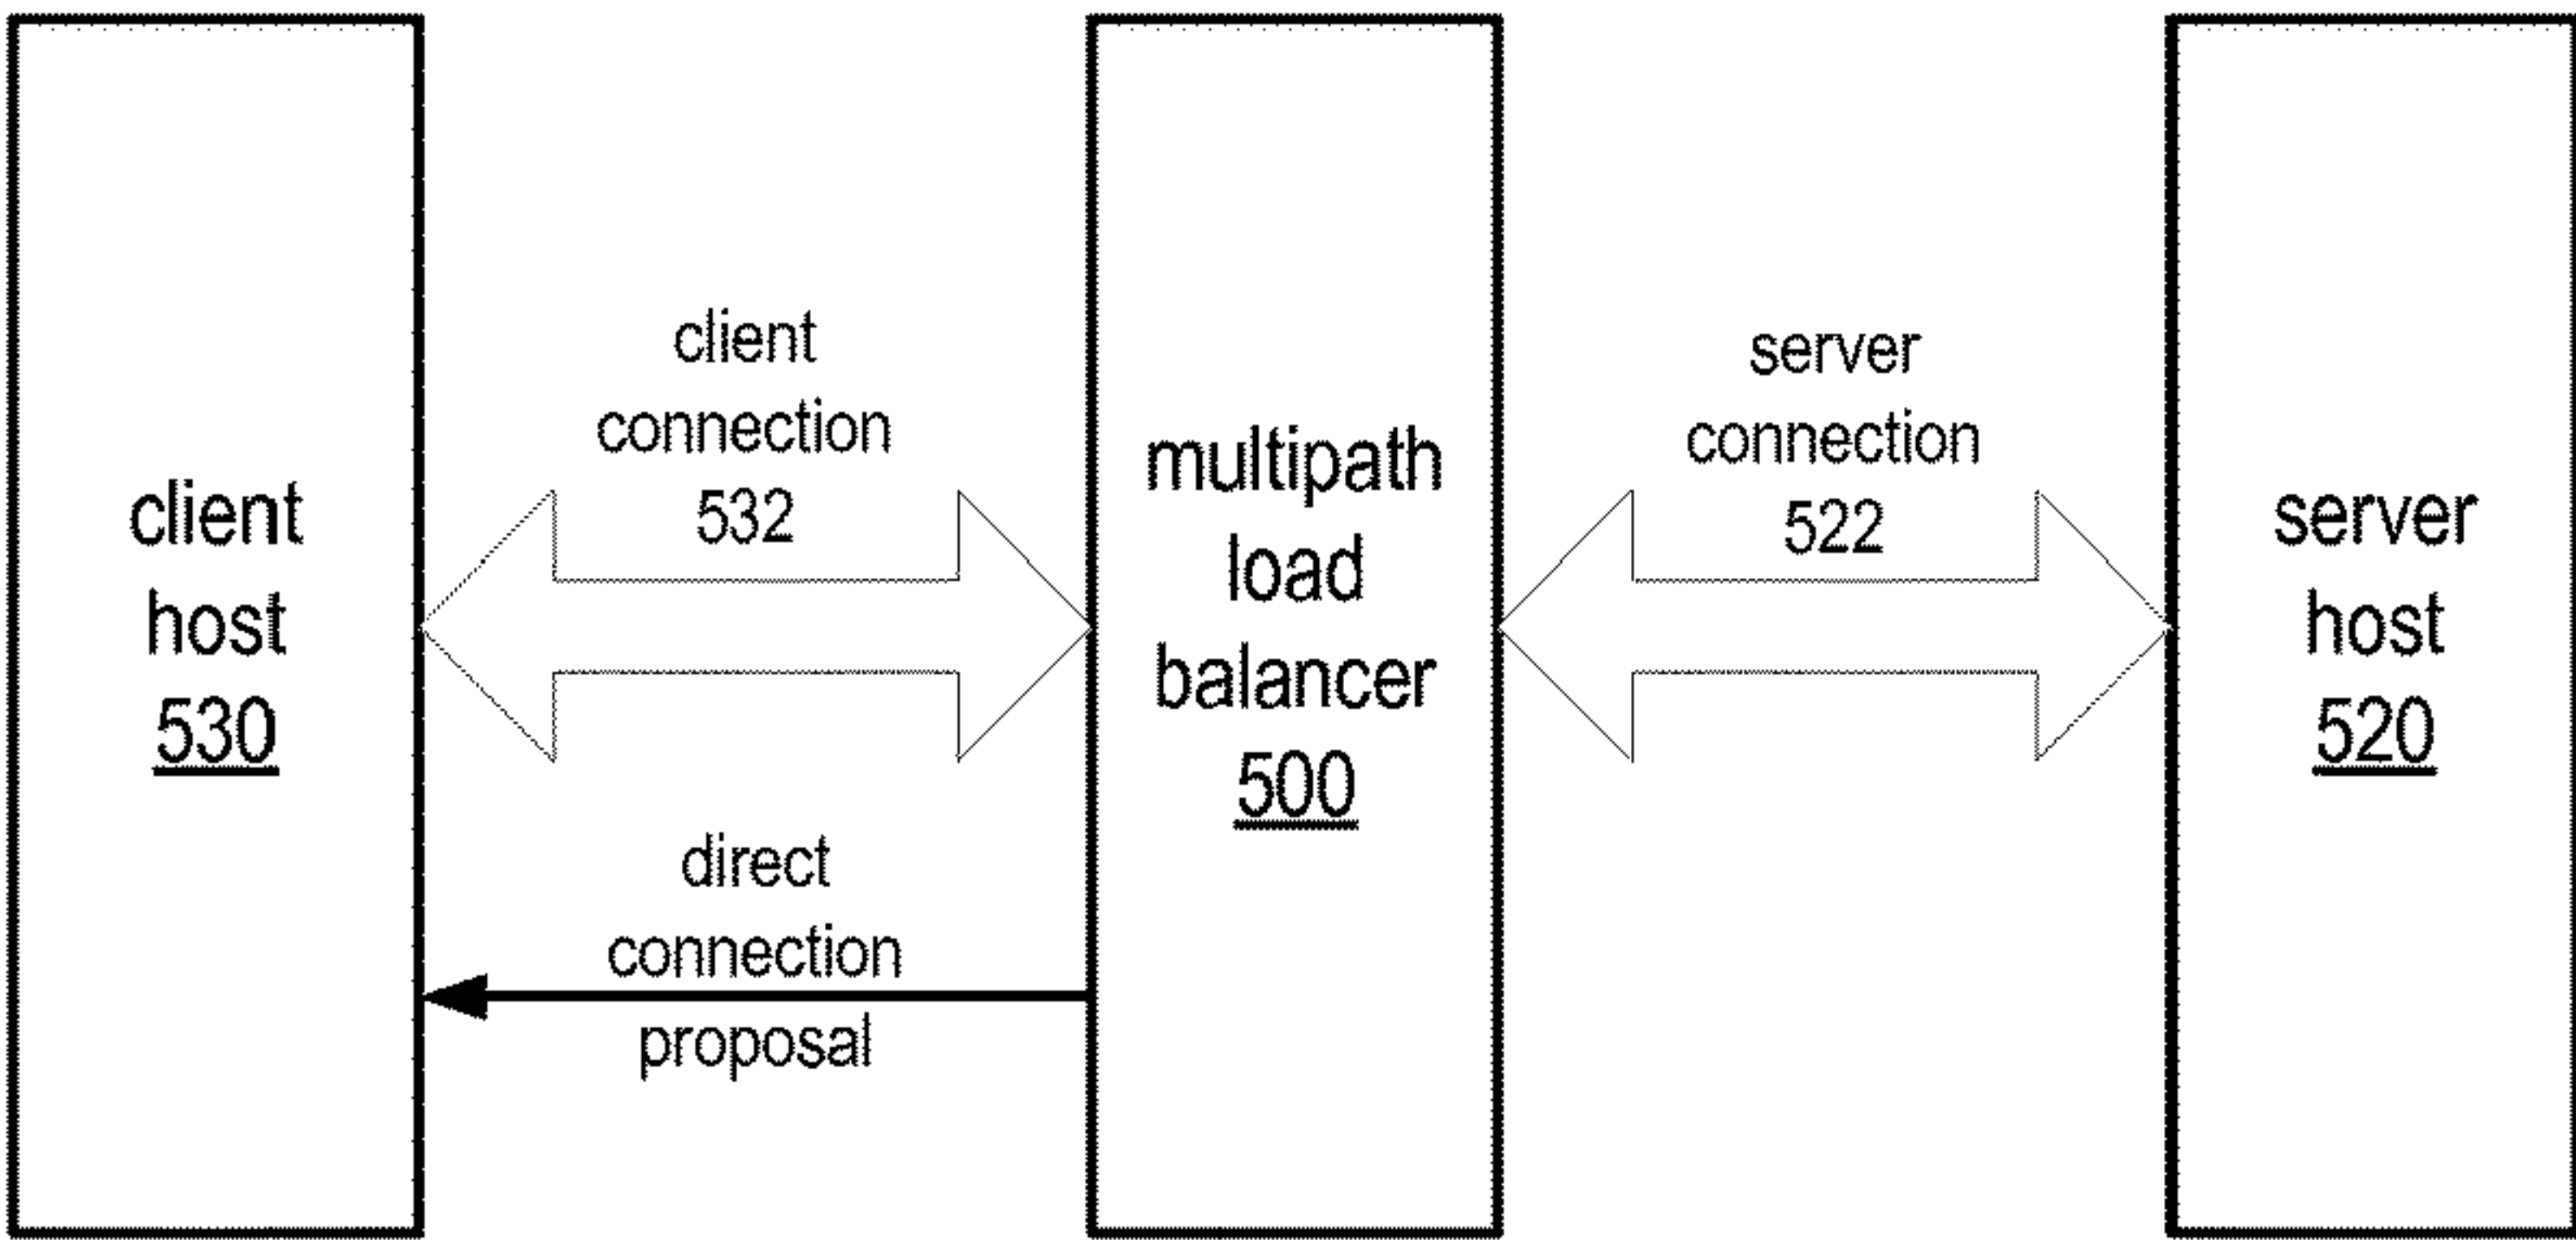 client
host
530
client
connection
532
direct
connection
proposal
multipath
load
balancer
500
server
connection
522
server
host
520